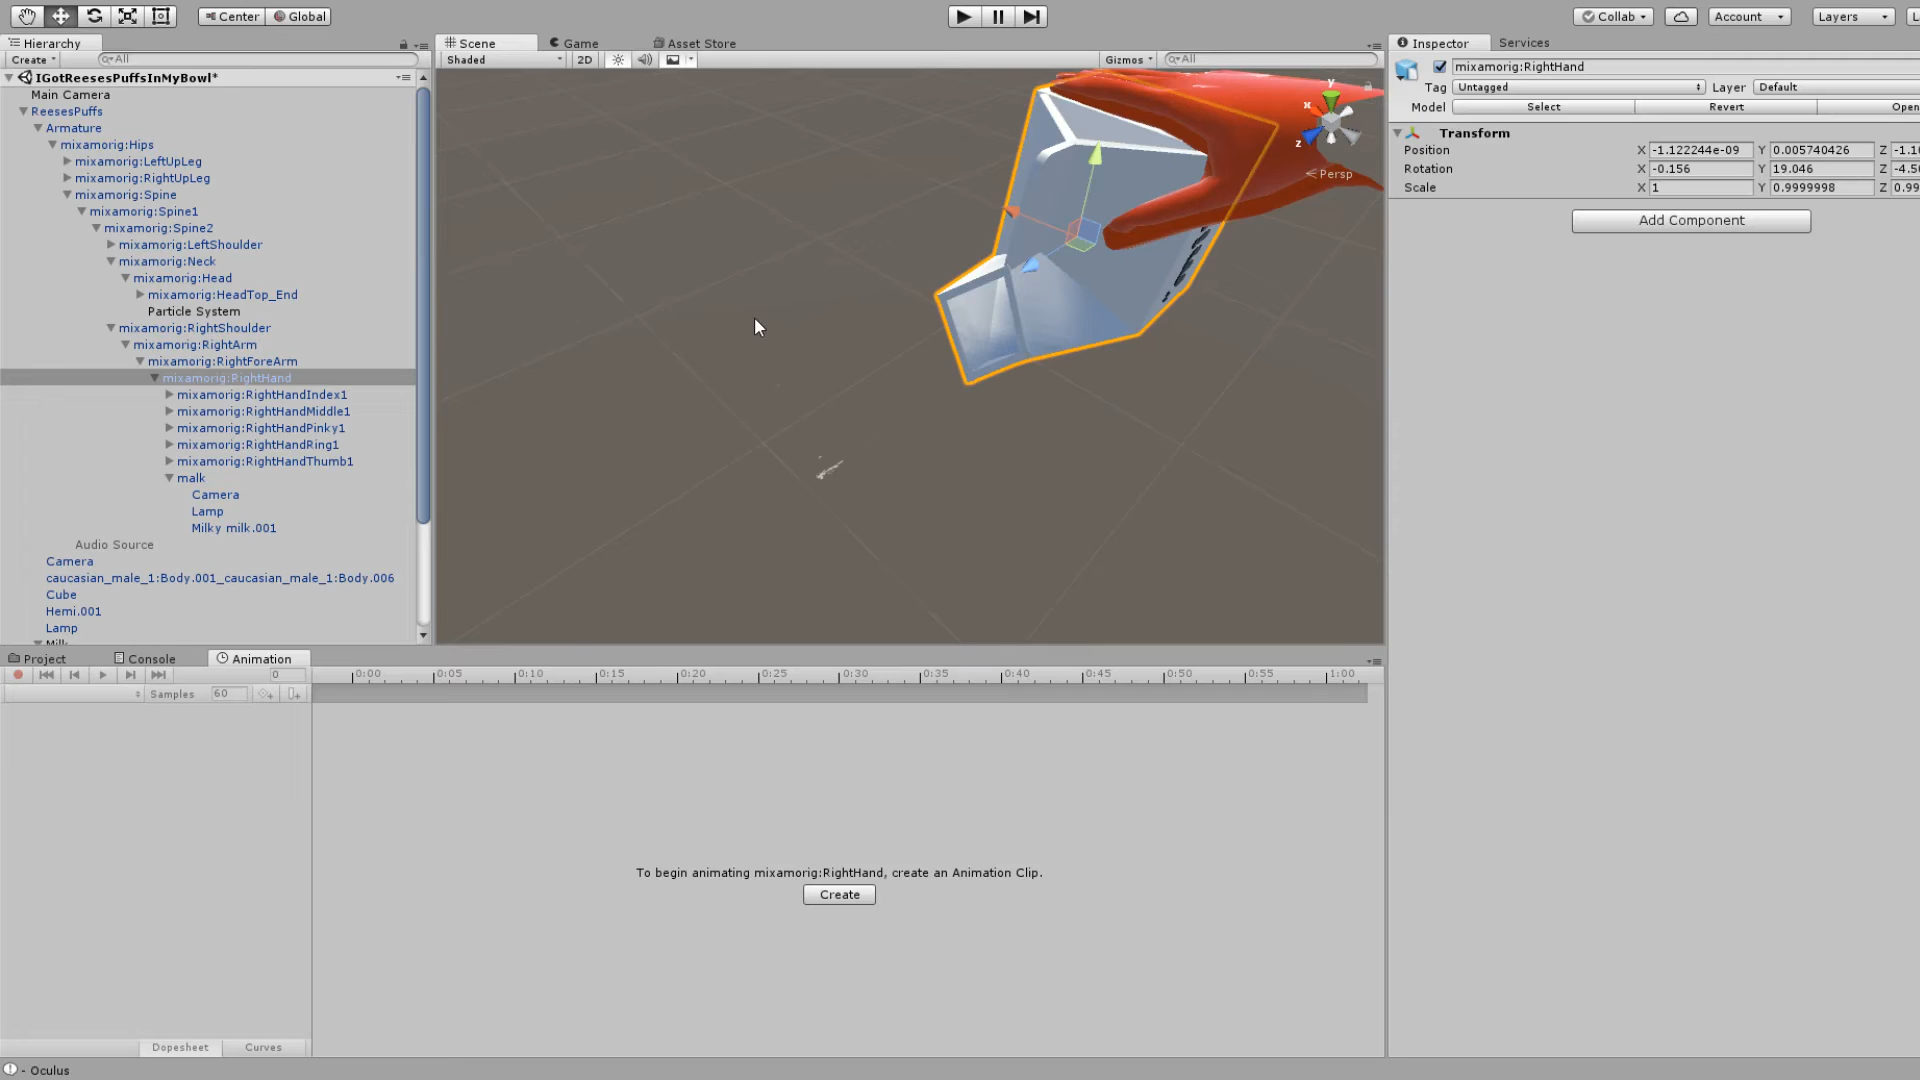 Center Global Collab Account Layers L
Hierarchy
Create All
IGotReesesPuffsInMyBowl*
Main Camera
ReesesPuffs
Armature
mixamorig:Hips
mixamorig:LeftUpLeg
mixamorig:RightUpLeg
mixamorig:Spine
mixamorig:Spine1
mixamorig:Spine2
mixamorig:LeftShoulder
mixamorig:Neck
mixamorig:Head
mixamorig:HeadTop_End
Particle System
mixamorig:RightShoulder
mixamorig:RightArm
mixamorig:RightForeArm
mixamorig:RightHand
mixamorig:RightHandIndex1
mixamorig:RightHandMiddle1
mixamorig:RightHandPinky1
mixamorig:RightHandRing1
mixamorig:RightHandThumb1
malk
Camera
Lamp
Milky milk.001
Audio Source
Camera
caucasian_male_1:Body.001_caucasian_male_1:Body.006
Cube
Hemi.001
Lamp
Milk
Scene Game Asset Store
Shaded 2D Gizmos All
y
x
z
Persp
Inspector Services
mixamorig:RightHand
Tag Untagged Layer Default
Model Select Revert Open
Transform
Position X -1.122244e-09 Y 0.005740426 Z -1.1
Rotation X -0.156 Y 19.046 Z -4.5
Scale X 1 Y 0.9999998 Z 0.99
Add Component
Project Console Animation
0 0:00 0:05 0:10 0:15 0:20 0:25 0:30 0:35 0:40 0:45 0:50 0:55 1:00
Samples 60
To begin animating mixamorig:RightHand, create an Animation Clip.
Create
Dopesheet Curves
- Oculus